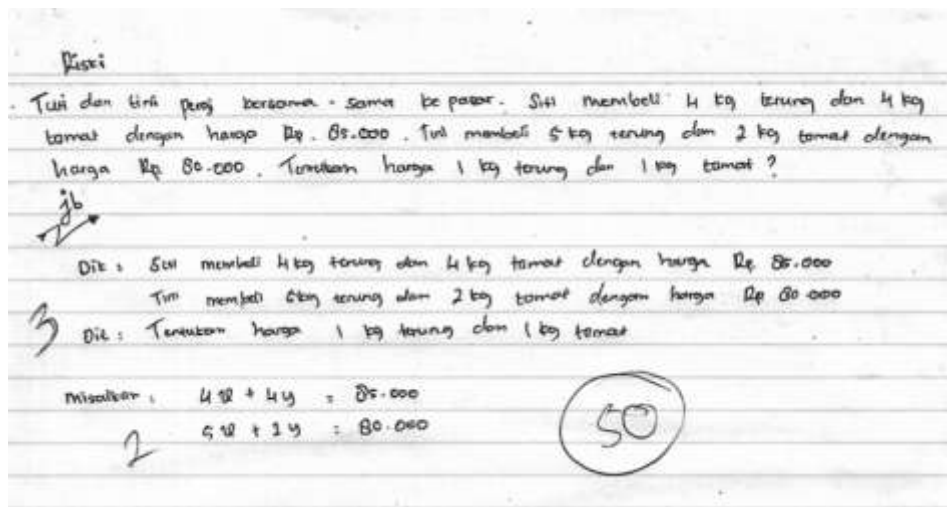 Riski
Tuti dan tini pergi bersama-sama ke pasar. Siti membeli 4 kg terung dan 4 kg
tomat dengan harga Rp. 85.000. Tini membeli 5 kg terung dan 2 kg tomat dengan
harga Rp 80.000. Tentukan harga 1 kg terung dan 1 kg tomat ?
jb
Dik : Siti membeli 4 kg terung dan 4 kg tomat dengan harga Rp 85.000
Tini membeli 5 kg terung dan 2 kg tomat dengan harga Rp 80.000
3
Dit : Tentukan harga 1 kg terung dan 1 kg tomat
misalkan : 4x + 4y = 85.000
5x + 2y = 80.000
2
50